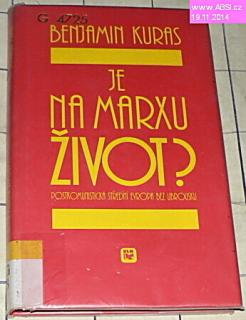 www.ABSI.cz
19.11.2014
G 4725
BENJAMIN KURAS
JE
NA MARXU
ŽIVOT?
POSTKOMUNISTICKÁ STŘEDNÍ EVROPA BEZ UBROUSKU